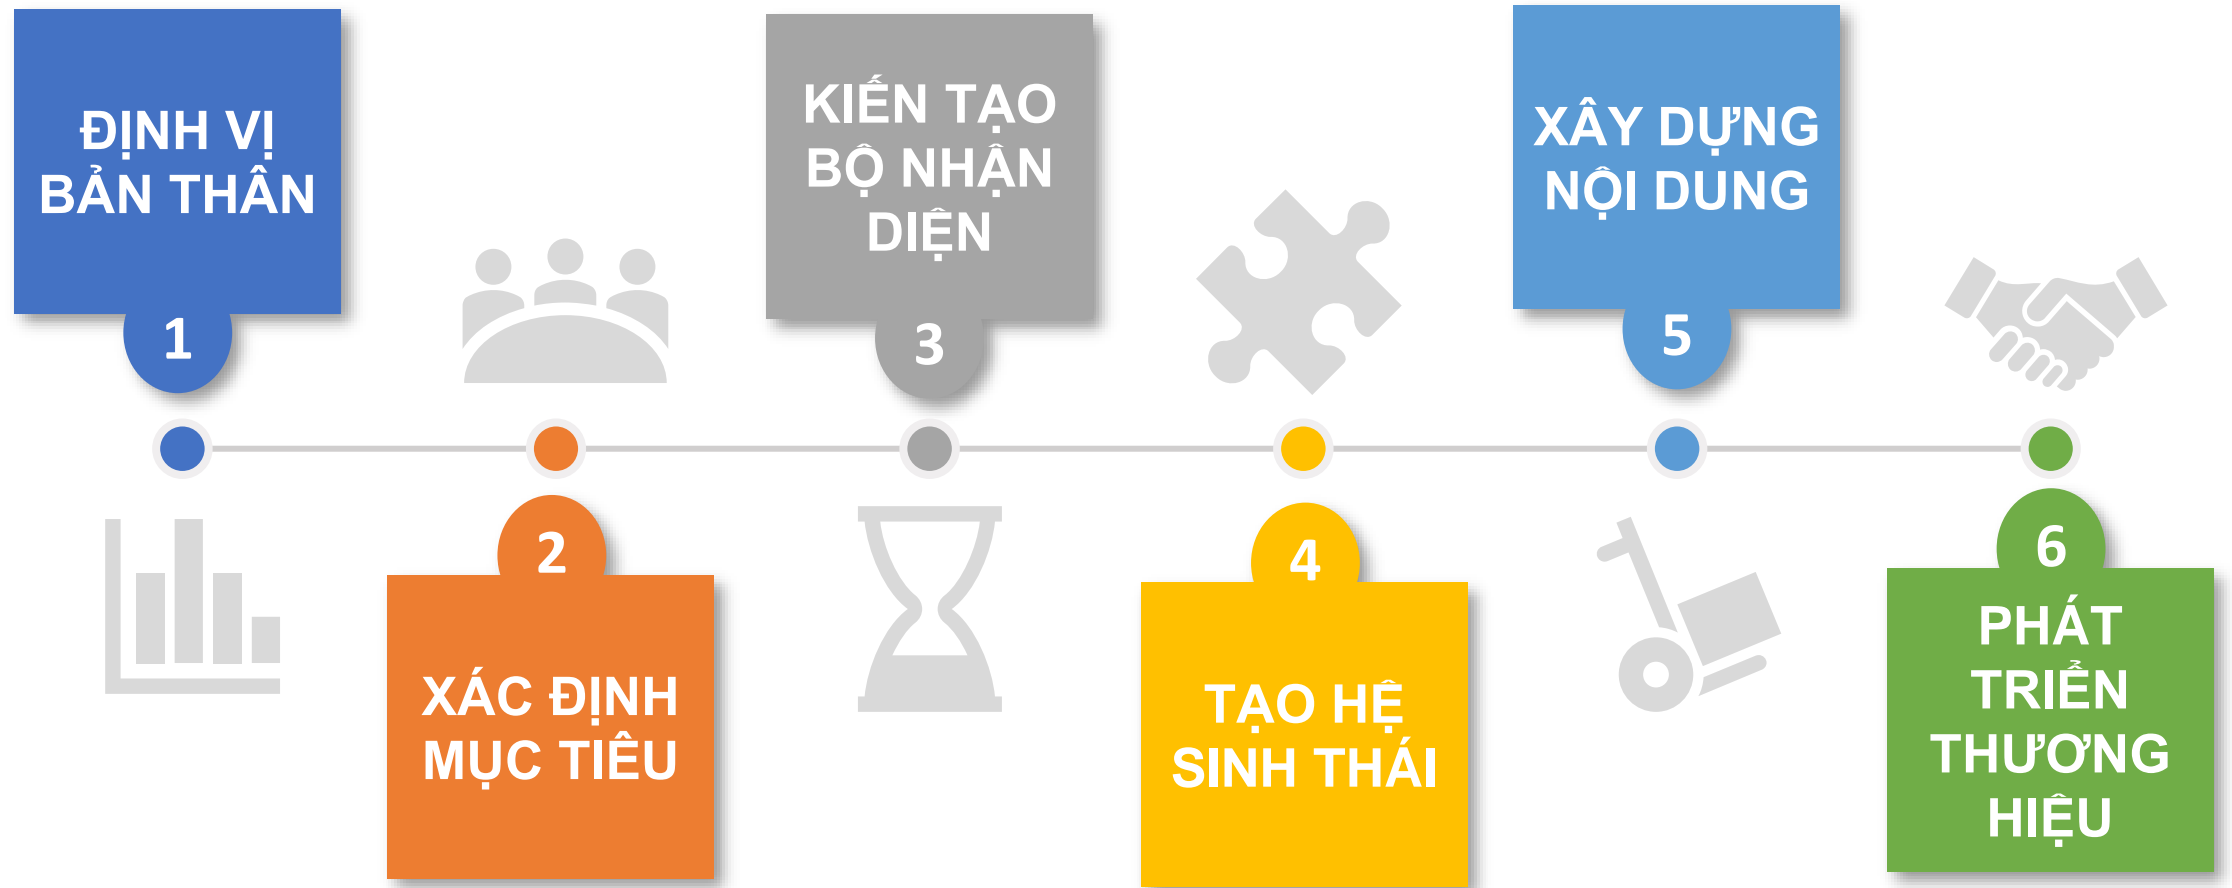 ĐỊNH VỊ
BẢN THÂN
1
2
XÁC ĐỊNH
MỤC TIÊU
KIẾN TẠO
BỘ NHẬN
DIỆN
3
4
TẠO HỆ
SINH THÁI
XÂY DỰNG
NỘI DUNG
5
6
PHÁT
TRIỂN
THƯƠNG
HIỆU